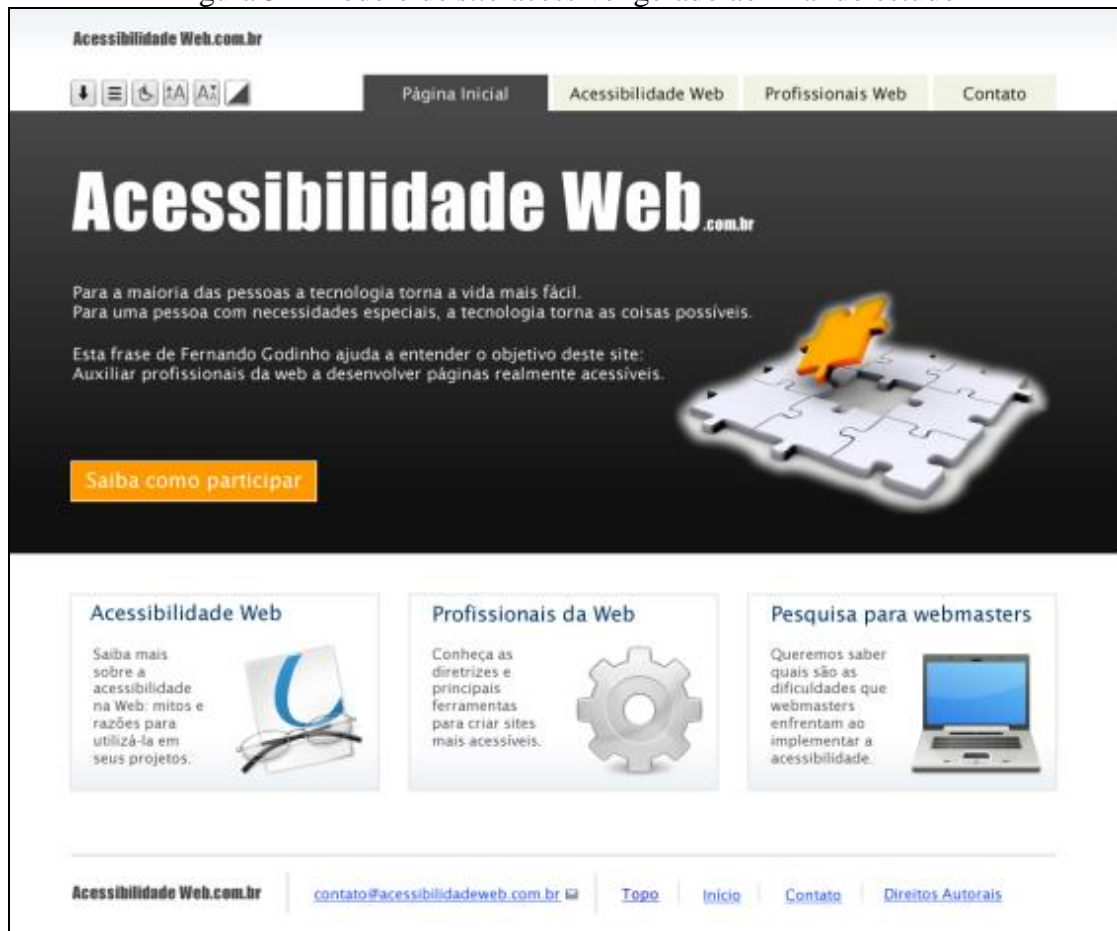 Acessibilidade Web.com.br
A A
Página Inicial Acessibilidade Web Profissionais Web Contato
Acessibilidade Web.com.br
Para a maioria das pessoas a tecnologia torna a vida mais fácil.
Para uma pessoa com necessidades especiais, a tecnologia torna as coisas possíveis.
Esta frase de Fernando Godinho ajuda a entender o objetivo deste site:
Auxiliar profissionais da web a desenvolver páginas realmente acessíveis.
Saiba como participar
Acessibilidade Web
Saiba mais
sobre a
acessibilidade
na Web: mitos e
razões para
utilizá-la em
seus projetos.
Profissionais da Web
Conheça as
diretrizes e
principais
ferramentas
para criar sites
mais acessíveis.
Pesquisa para webmasters
Queremos saber
quais são as
dificuldades que
webmasters
enfrentam ao
implementar a
acessibilidade.
Acessibilidade Web.com.br contato@acessibilidadeweb.com.br Topo Início Contato Direitos Autorais